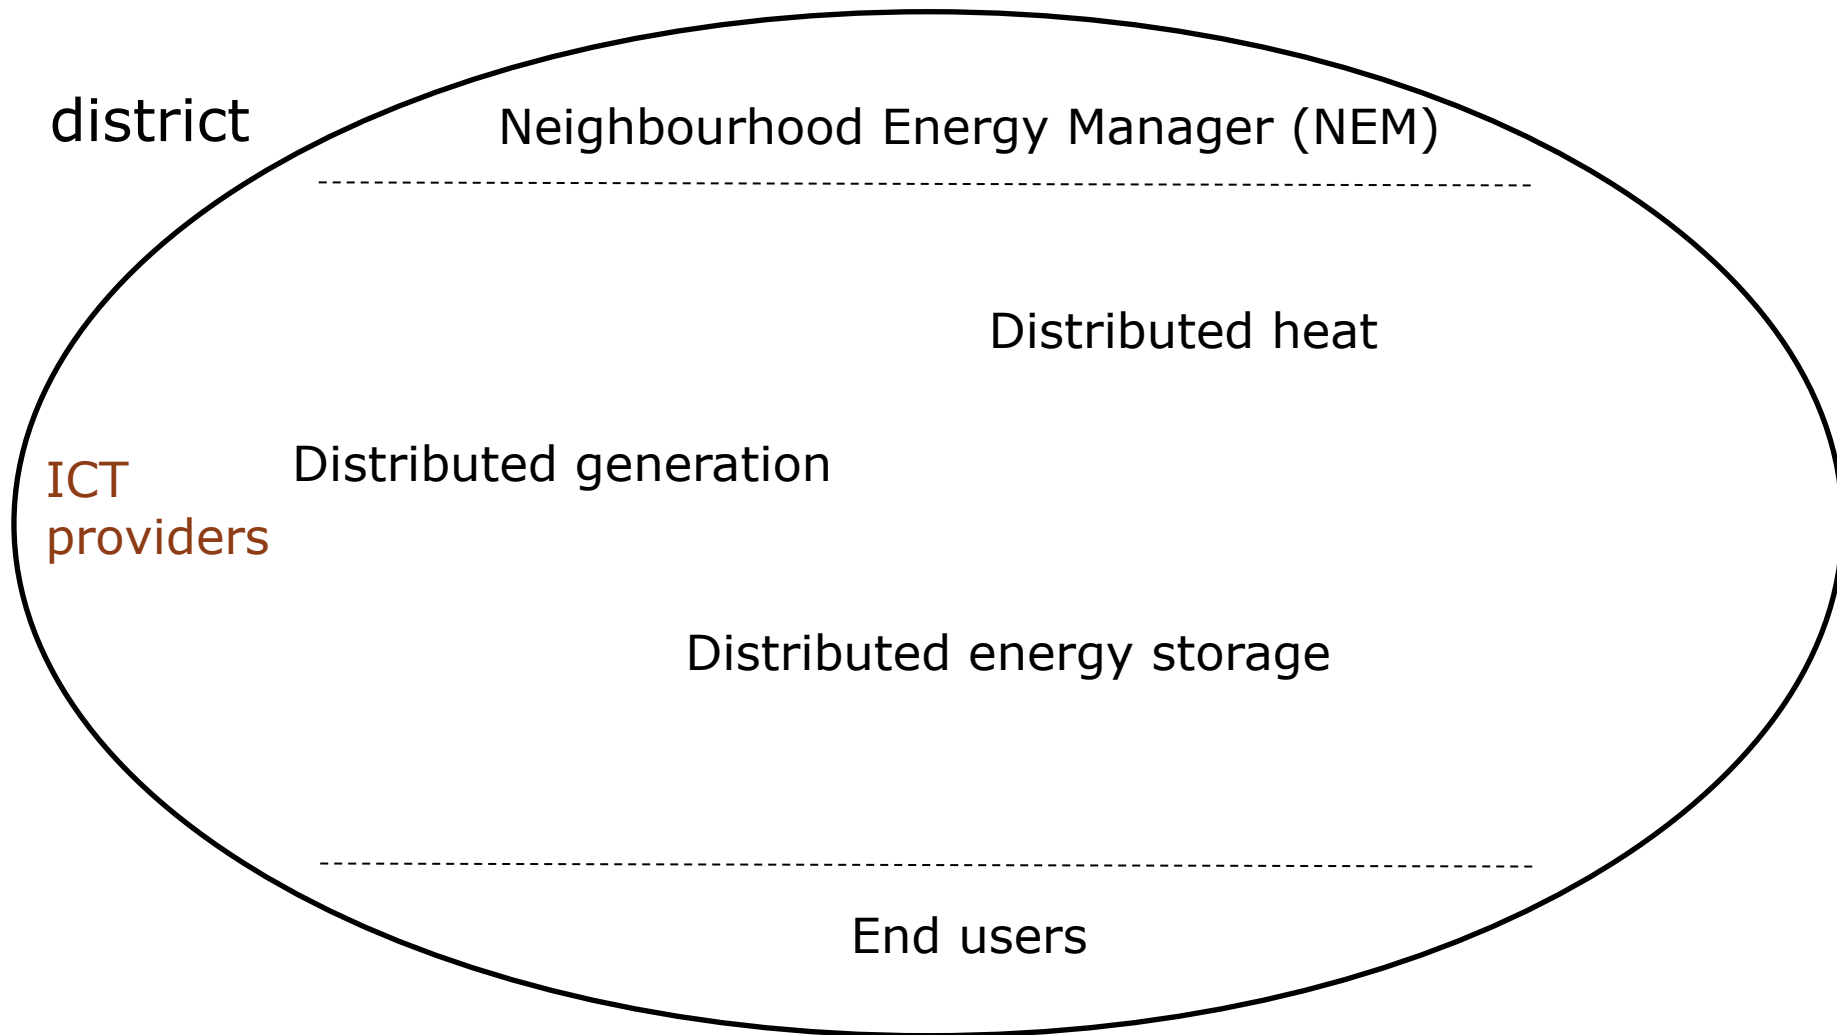 district
Neighbourhood Energy Manager (NEM)
Distributed heat
Distributed generation
ICT
providers
Distributed energy storage
End users